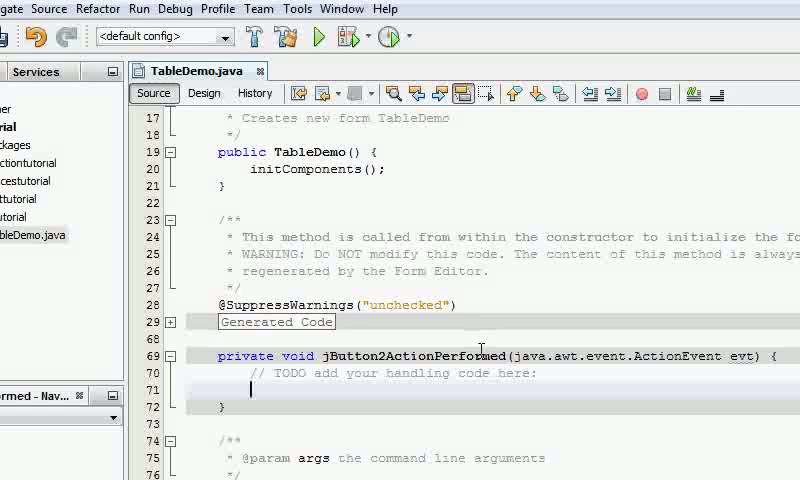 gate Source Refactor Run Debug Profile Team Tools Window Help
<default config>
Services
TableDemo.java
Source Design History
ner
rial
ckages
ctiontutorial
cestutorial
ttutorial
utorial
bleDemo.java
ormed - Nav...
17 * Creates new form TableDemo
18 */
19 public TableDemo() {
20 initComponents();
21 }
22
23 /**
24 * This method is called from within the constructor to initialize the fo
25 * WARNING: Do NOT modify this code. The content of this method is always
26 * regenerated by the Form Editor.
27 */
28 @SuppressWarnings("unchecked")
29 Generated Code
68
69 private void jButton2ActionPerformed(java.awt.event.ActionEvent evt) {
70 // TODO add your handling code here:
71
72 }
73
74 /**
75 * @param args the command line arguments
76 */